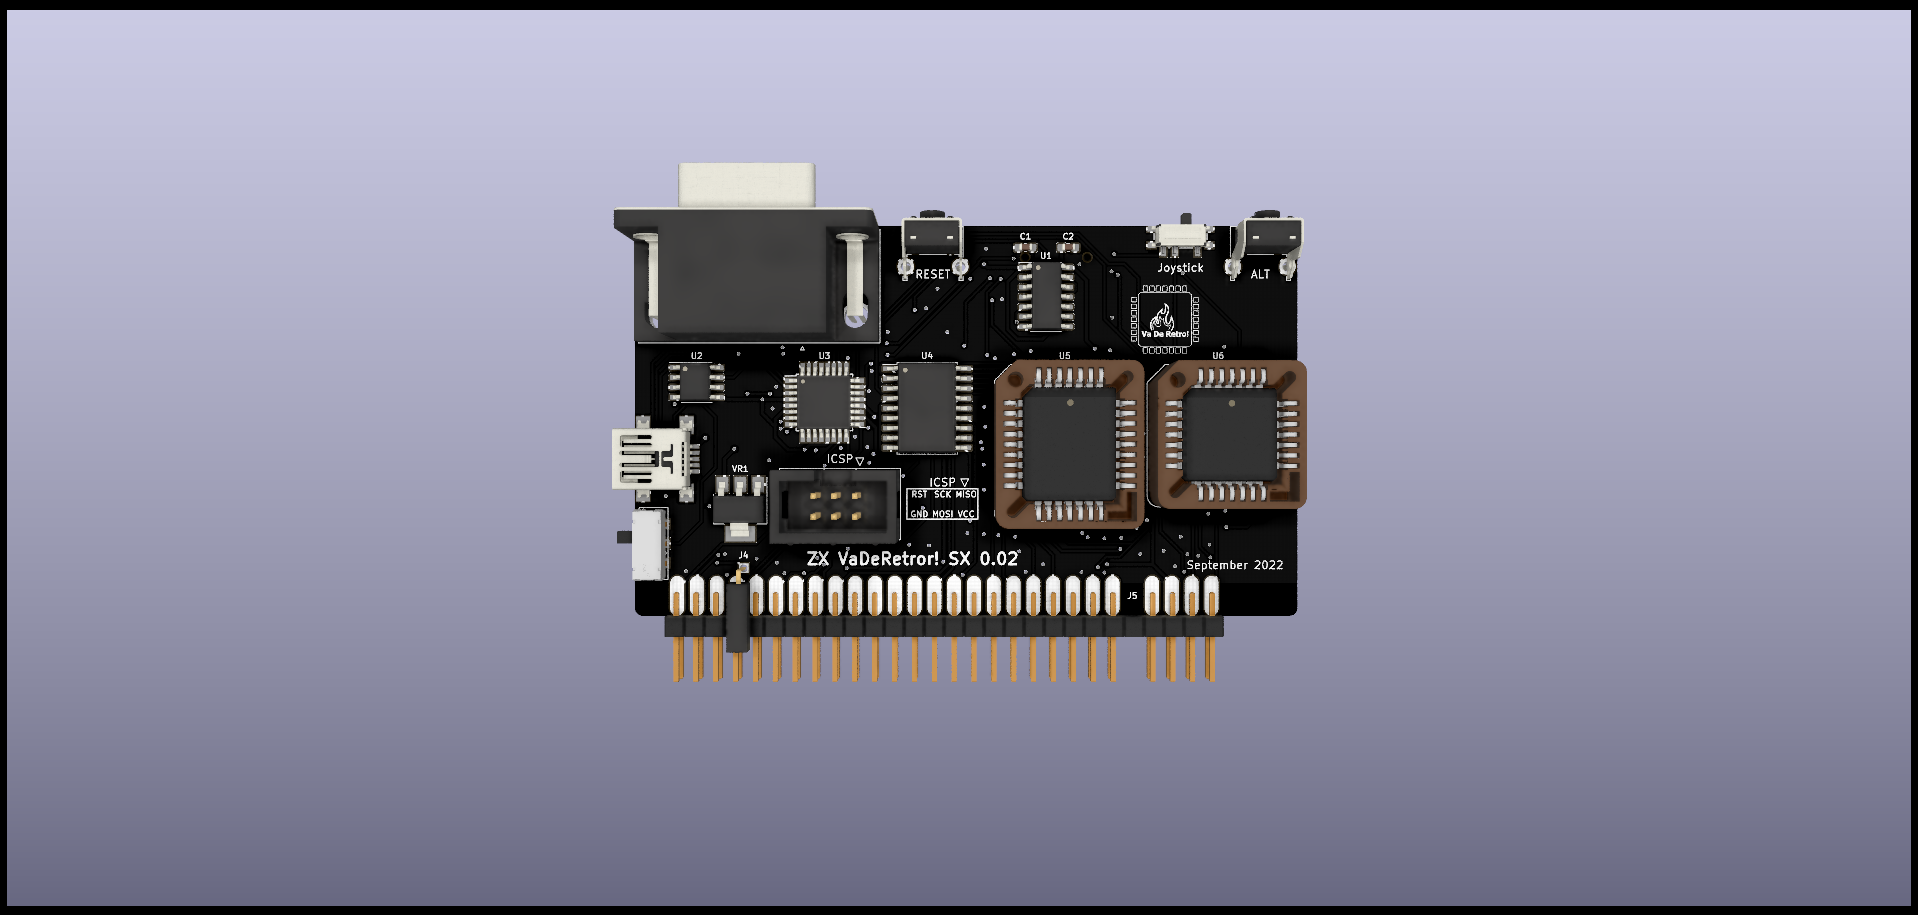 C1
C2
U1
RESET
Joystick
ALT
Va De Retro!
U2
U3
U4
U5
U6
ICSP
VR1
ICSP
RST SCK MISO
GND MOSI VCC
J4
ZX VaDeRetror! SX 0.02
September 2022
J5